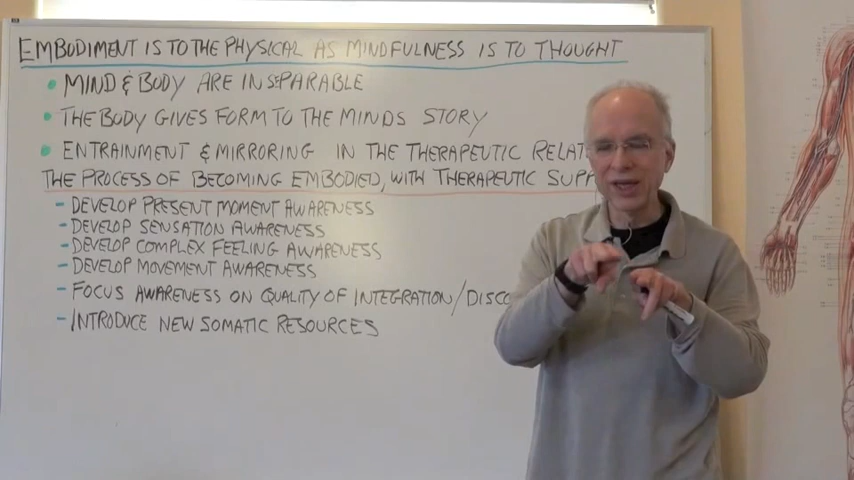 EMBODIMENT IS TO THE PHYSICAL AS MINDFULNESS IS TO THOUGHT
• MIND & BODY ARE INSEPARABLE
• THE BODY GIVES FORM TO THE MINDS STORY
• ENTRAINMENT & MIRRORING IN THE THERAPEUTIC RELAT
THE PROCESS OF BECOMING EMBODIED, WITH THERAPEUTIC SUPP
- DEVELOP PRESENT MOMENT AWARENESS
- DEVELOP SENSATION AWARENESS
- DEVELOP COMPLEX FEELING AWARENESS
- DEVELOP MOVEMENT AWARENESS
- FOCUS AWARENESS ON QUALITY OF INTEGRATION/DISCO
- INTRODUCE NEW SOMATIC RESOURCES